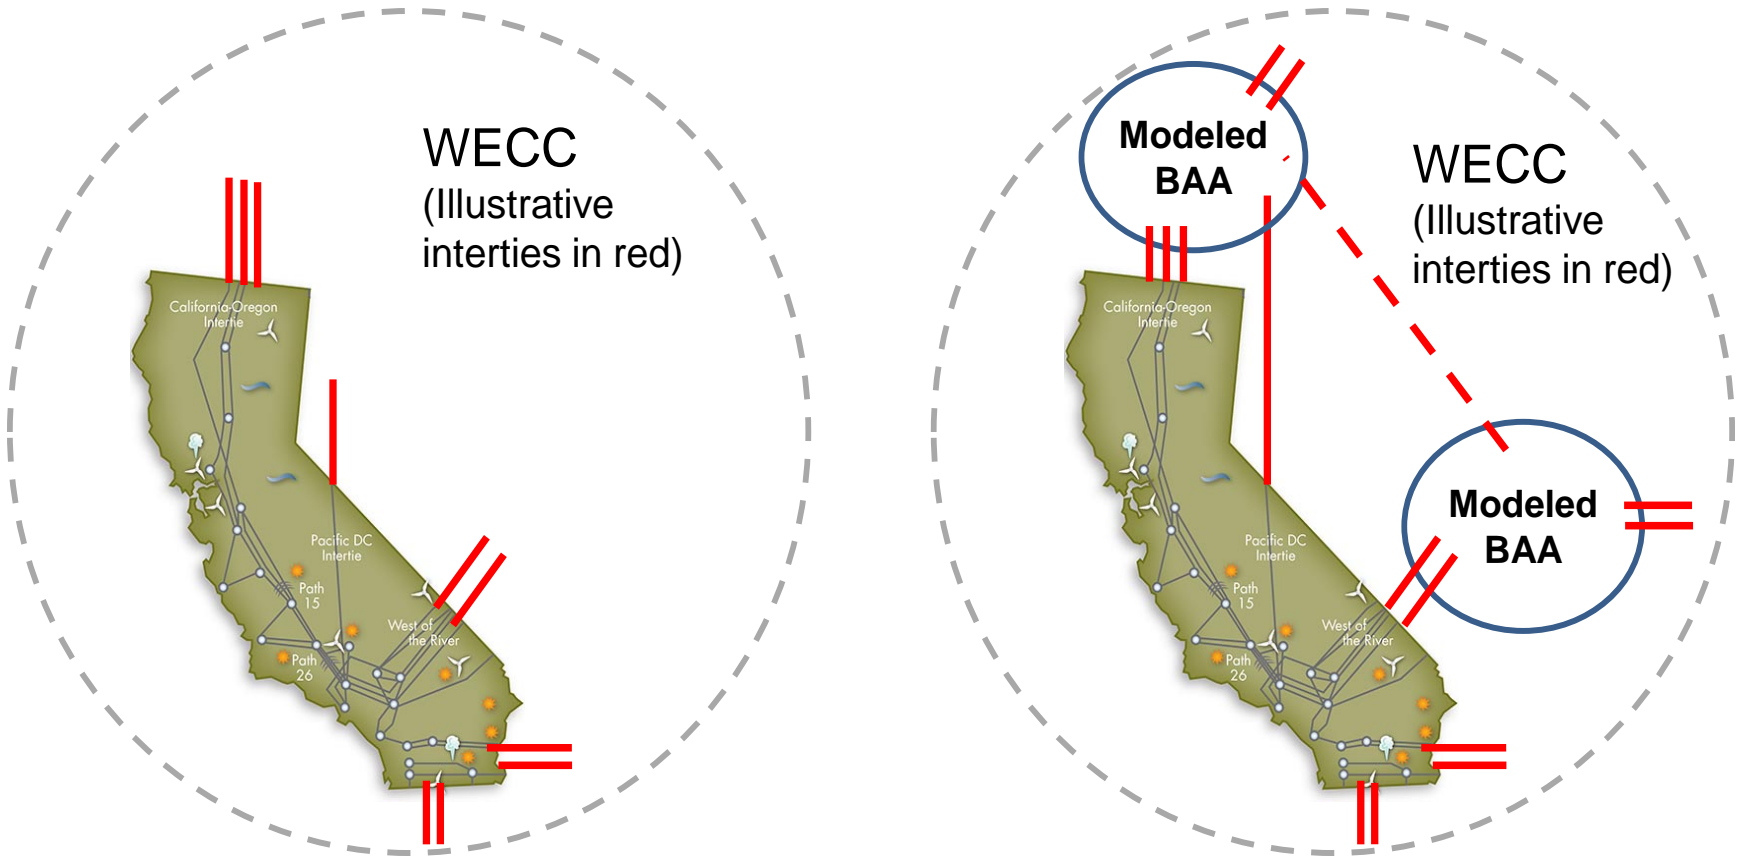 WECC
(Illustrative
interties in red)
California-Oregon
Intertie
Pacific DC
Intertie
Path
15
West of
the River
Path
26
Modeled
BAA
WECC
(Illustrative
interties in red)
California-Oregon
Intertie
Modeled
BAA
Pacific DC
Intertie
Path
15
West of
the River
Path
26